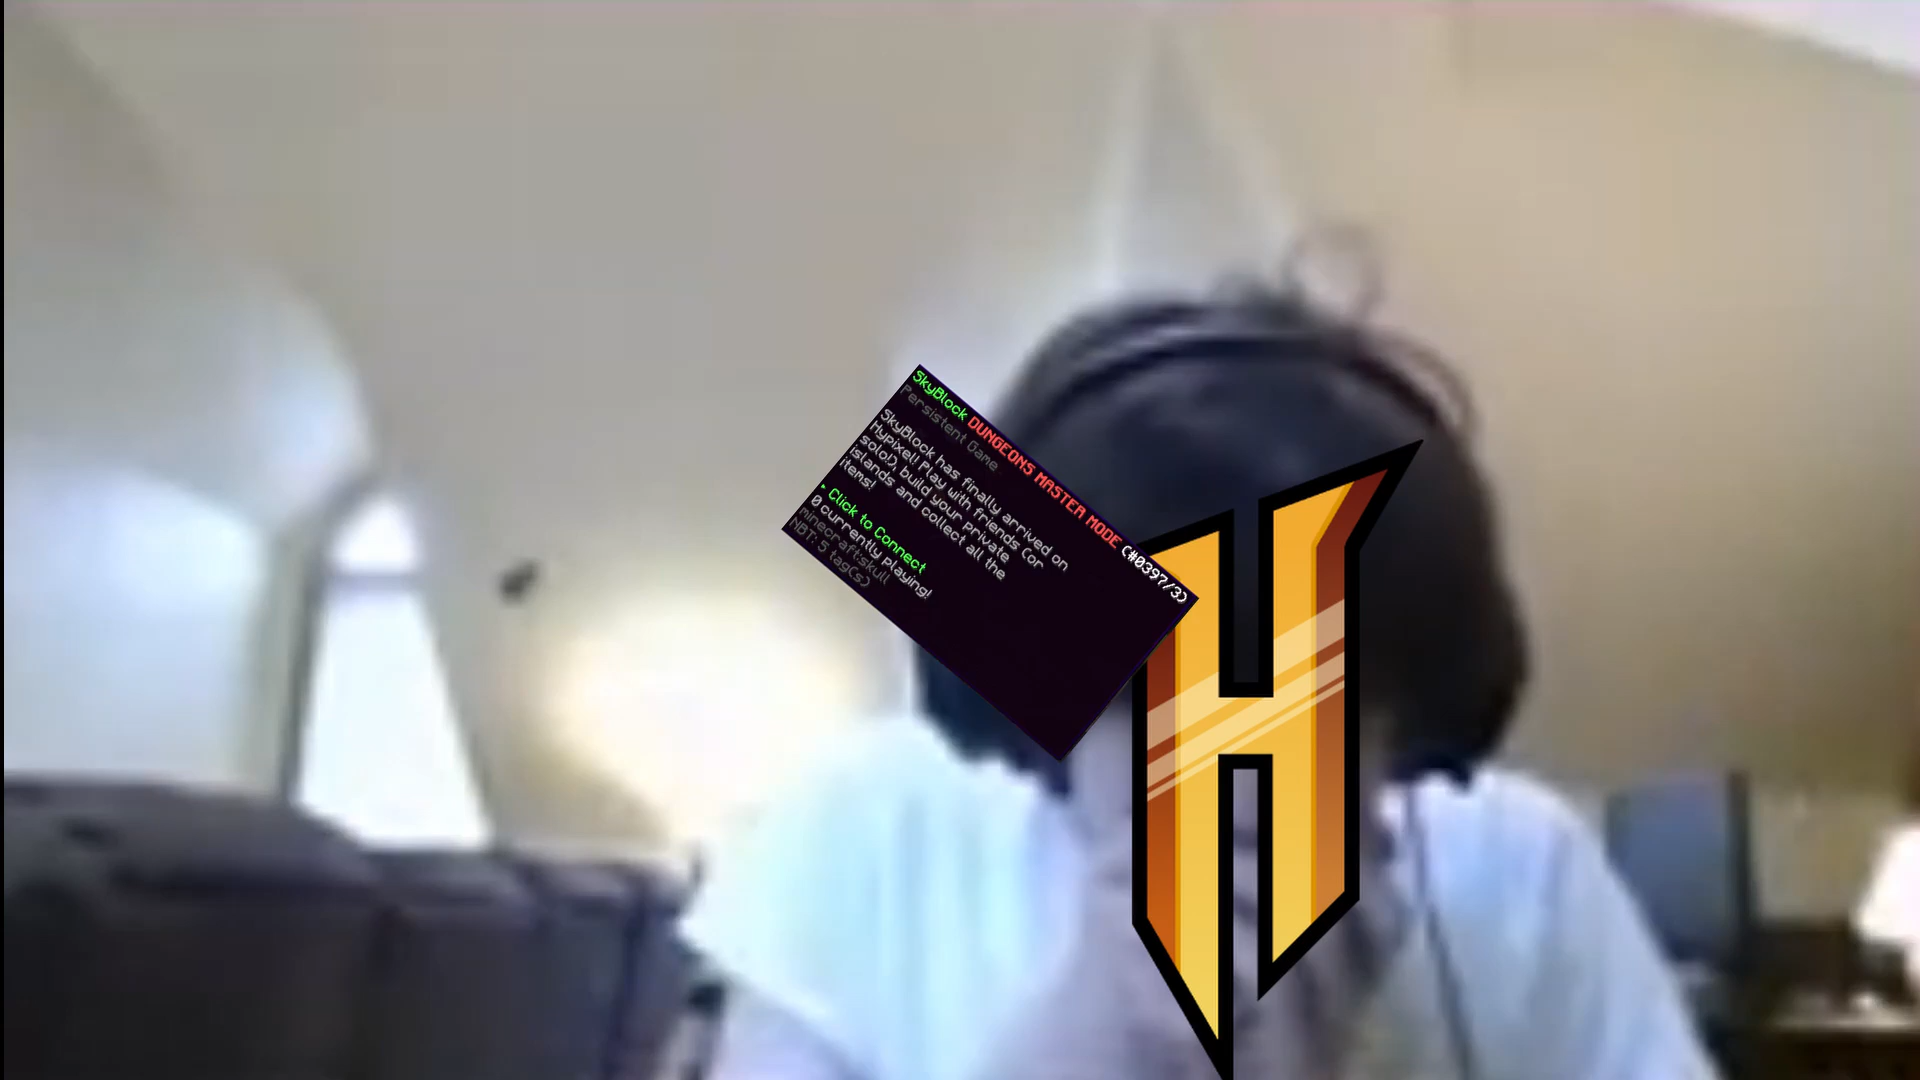 SkyBlock DUNGEONS MASTER MODE (#0397/3)
Persistent Game
SkyBlock has finally arrived on
Hypixel! Play with friends (or
solo!), build your private
islands and collect all the
items!
▸ Click to Connect
0 currently playing!
minecraft:skull
NBT: 5 tag(s)
H